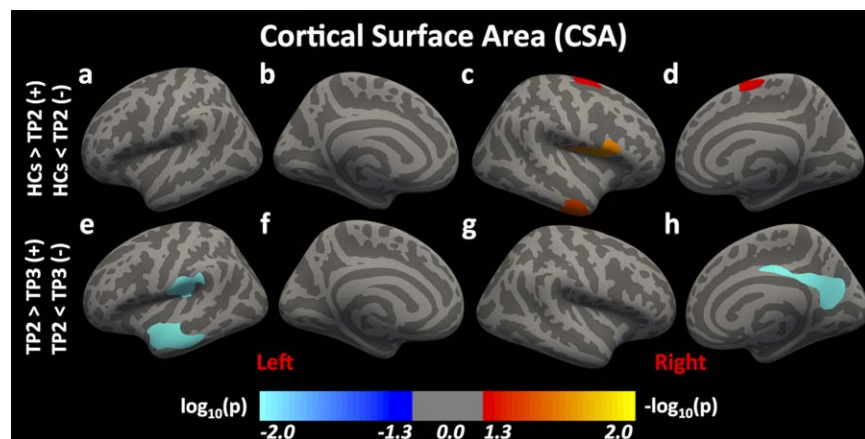 Cortical Surface Area (CSA)
HCs > TP2 (+)
HCs < TP2 (-)
a
b
c
d
TP2 > TP3 (+)
TP2 < TP3 (-)
e
f
g
h
Left
Right
log10(p)
-log10(p)
-2.0
-1.3
0.0
1.3
2.0